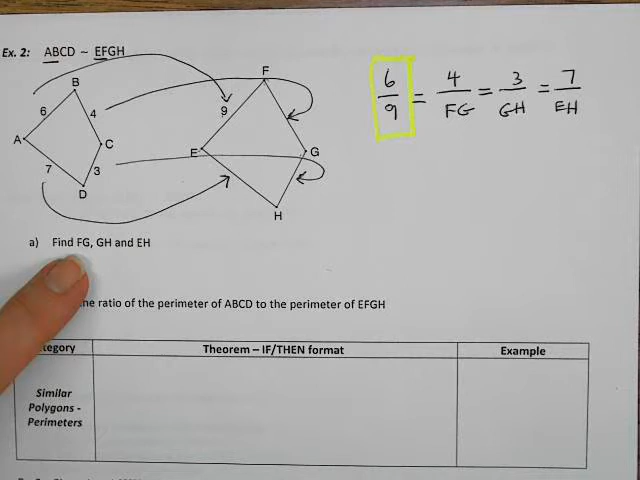 Ex. 2: ABCD ~ EFGH
6/9 = 4/FG = 3/GH = 7/EH
B
6
4
A
C
7
3
D
F
9
E
G
H
a) Find FG, GH and EH
ratio of the perimeter of ABCD to the perimeter of EFGH
Theorem – IF/THEN format
Example
Similar
Polygons -
Perimeters